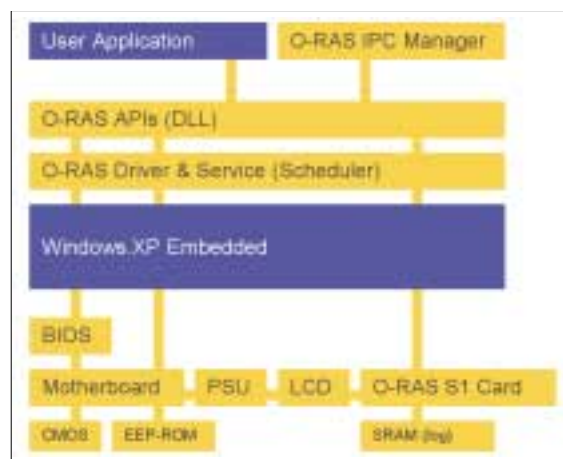 User Application
O-RAS IPC Manager
O-RAS APIs (DLL)
O-RAS Driver & Service (Scheduler)
Windows XP Embedded
BIOS
Motherboard
PSU
LCD
O-RAS S1 Card
CMOS
EEP-ROM
SRAM (log)